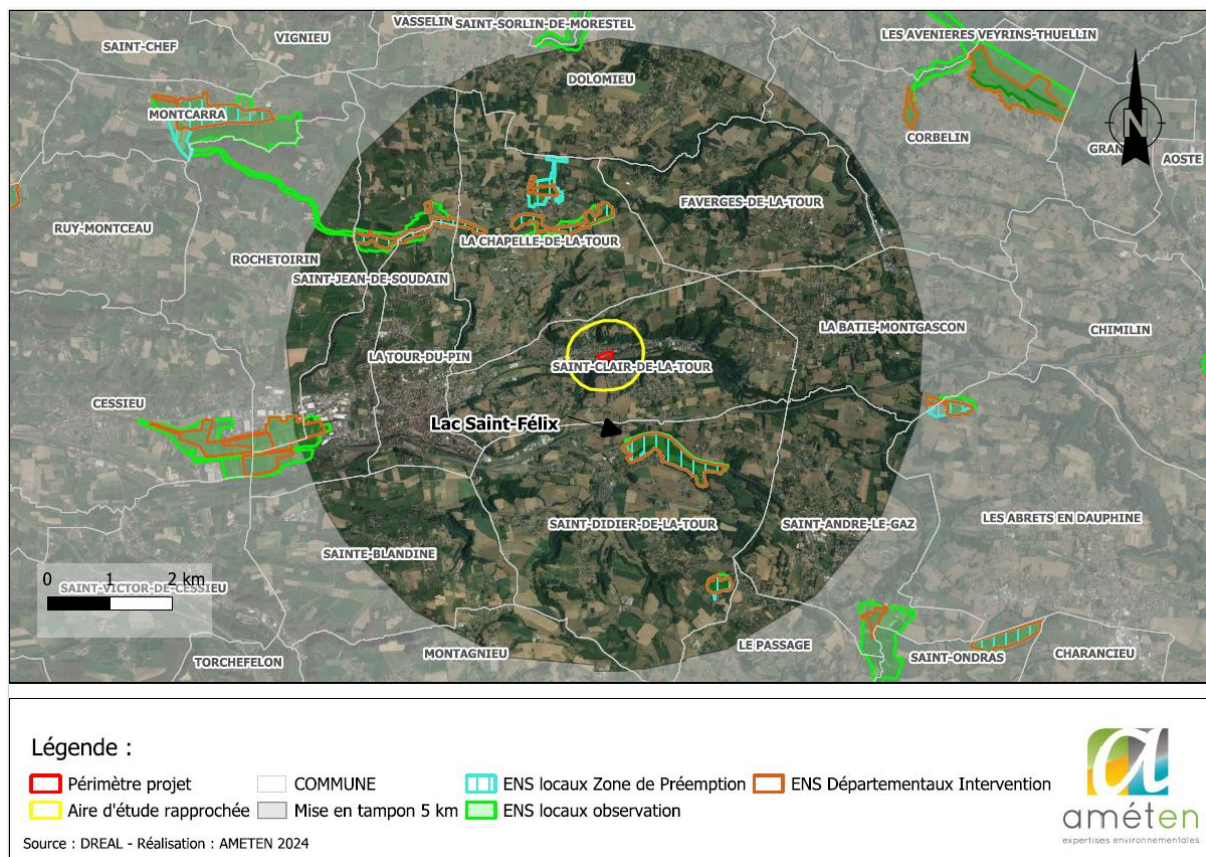 VASSELIN
SAINT-SORLIN-DE-MORESTEL
SAINT-CHEF
VIGNIEU
LES AVENIERES VEYRINS-THUELLIN
DOLOMIEU
MONTCARRA
CORBELIN
GRAN
AOSTE
N
FAVERGES-DE-LA-TOUR
RUY-MONTCEAU
LA CHAPELLE-DE-LA-TOUR
ROCHETOIRIN
SAINT-JEAN-DE-SOUDAIN
LA BATIE-MONTGASCON
CHIMILIN
LA TOUR-DU-PIN
SAINT-CLAIR-DE-LA-TOUR
CESSIEU
Lac Saint-Félix
SAINT-DIDIER-DE-LA-TOUR
SAINT-ANDRE-LE-GAZ
LES ABRETS EN DAUPHINE
SAINTE-BLANDINE
0 1 2 km
SAINT-VICTOR-DE-CESSIEU
TORCHEFELON
MONTAGNIEU
LE PASSAGE
SAINT-ONDRAS
CHARANCIEU
Légende :
Périmètre projet
COMMUNE
ENS locaux Zone de Préemption
ENS Départementaux Intervention
Aire d'étude rapprochée
Mise en tampon 5 km
ENS locaux observation
Source : DREAL - Réalisation : AMETEN 2024
a
améten
expertises environnementales